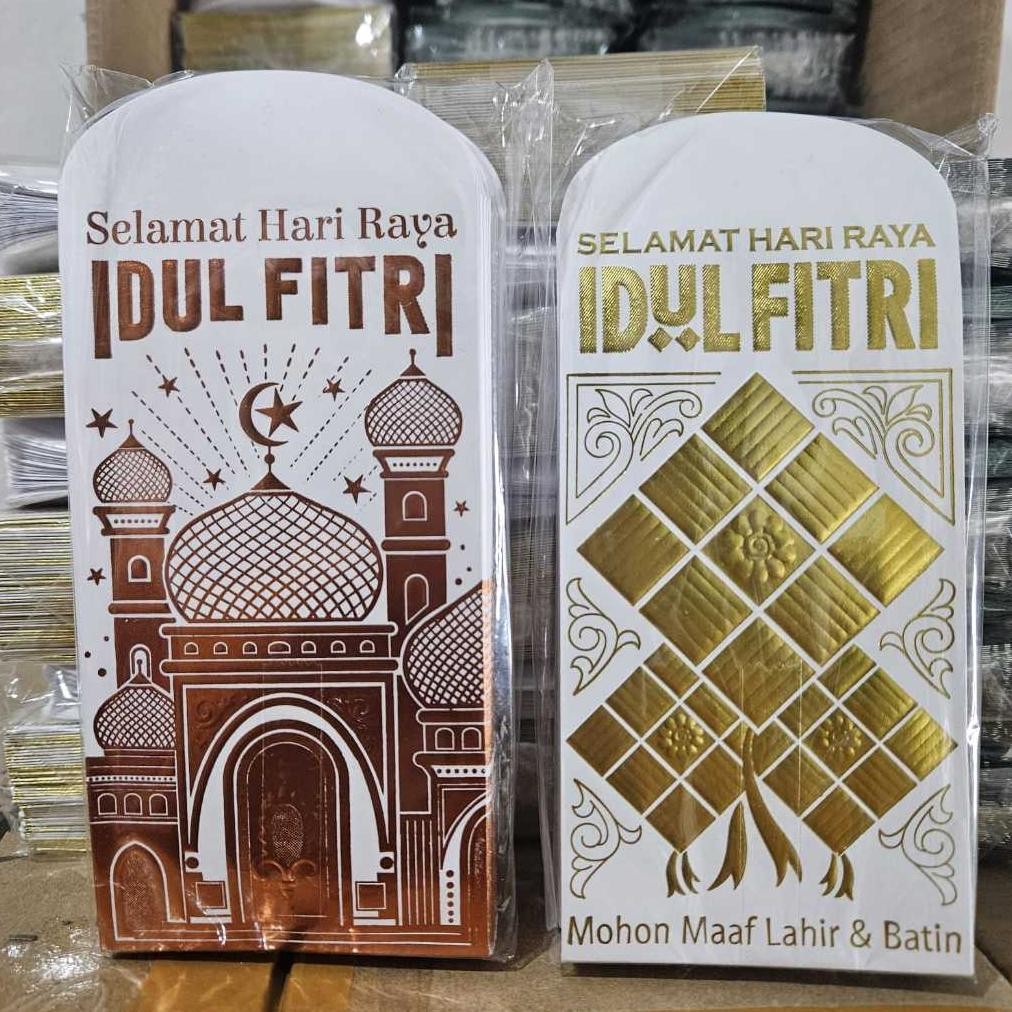 Selamat Hari Raya
IDUL FITRI
SELAMAT HARI RAYA
IDUL FITRI
Mohon Maaf Lahir & Batin